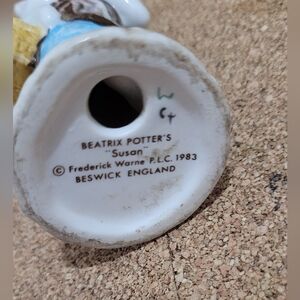 BEATRIX POTTER'S
"Susan"
© Frederick Warne P.L.C. 1983
BESWICK ENGLAND